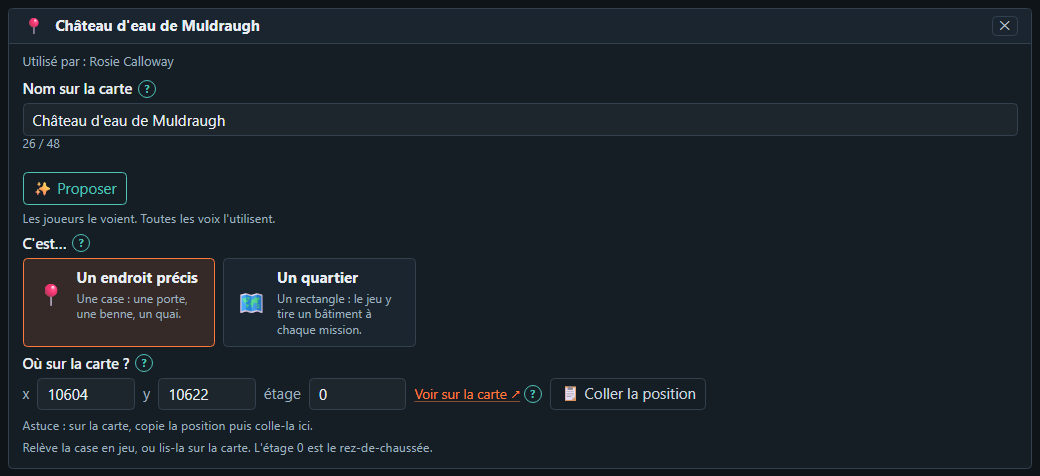 Château d'eau de Muldraugh
Utilisé par : Rosie Calloway
Nom sur la carte ?
Château d'eau de Muldraugh
26 / 48
Proposer
Les joueurs le voient. Toutes les voix l'utilisent.
C'est... ?
Un endroit précis
Une case : une porte,
une benne, un quai.
Un quartier
Un rectangle : le jeu y
tire un bâtiment à
chaque mission.
Où sur la carte ? ?
x 10604 y 10622 étage 0 Voir sur la carte ↗ ? Coller la position
Astuce : sur la carte, copie la position puis colle-la ici.
Relève la case en jeu, ou lis-la sur la carte. L'étage 0 est le rez-de-chaussée.